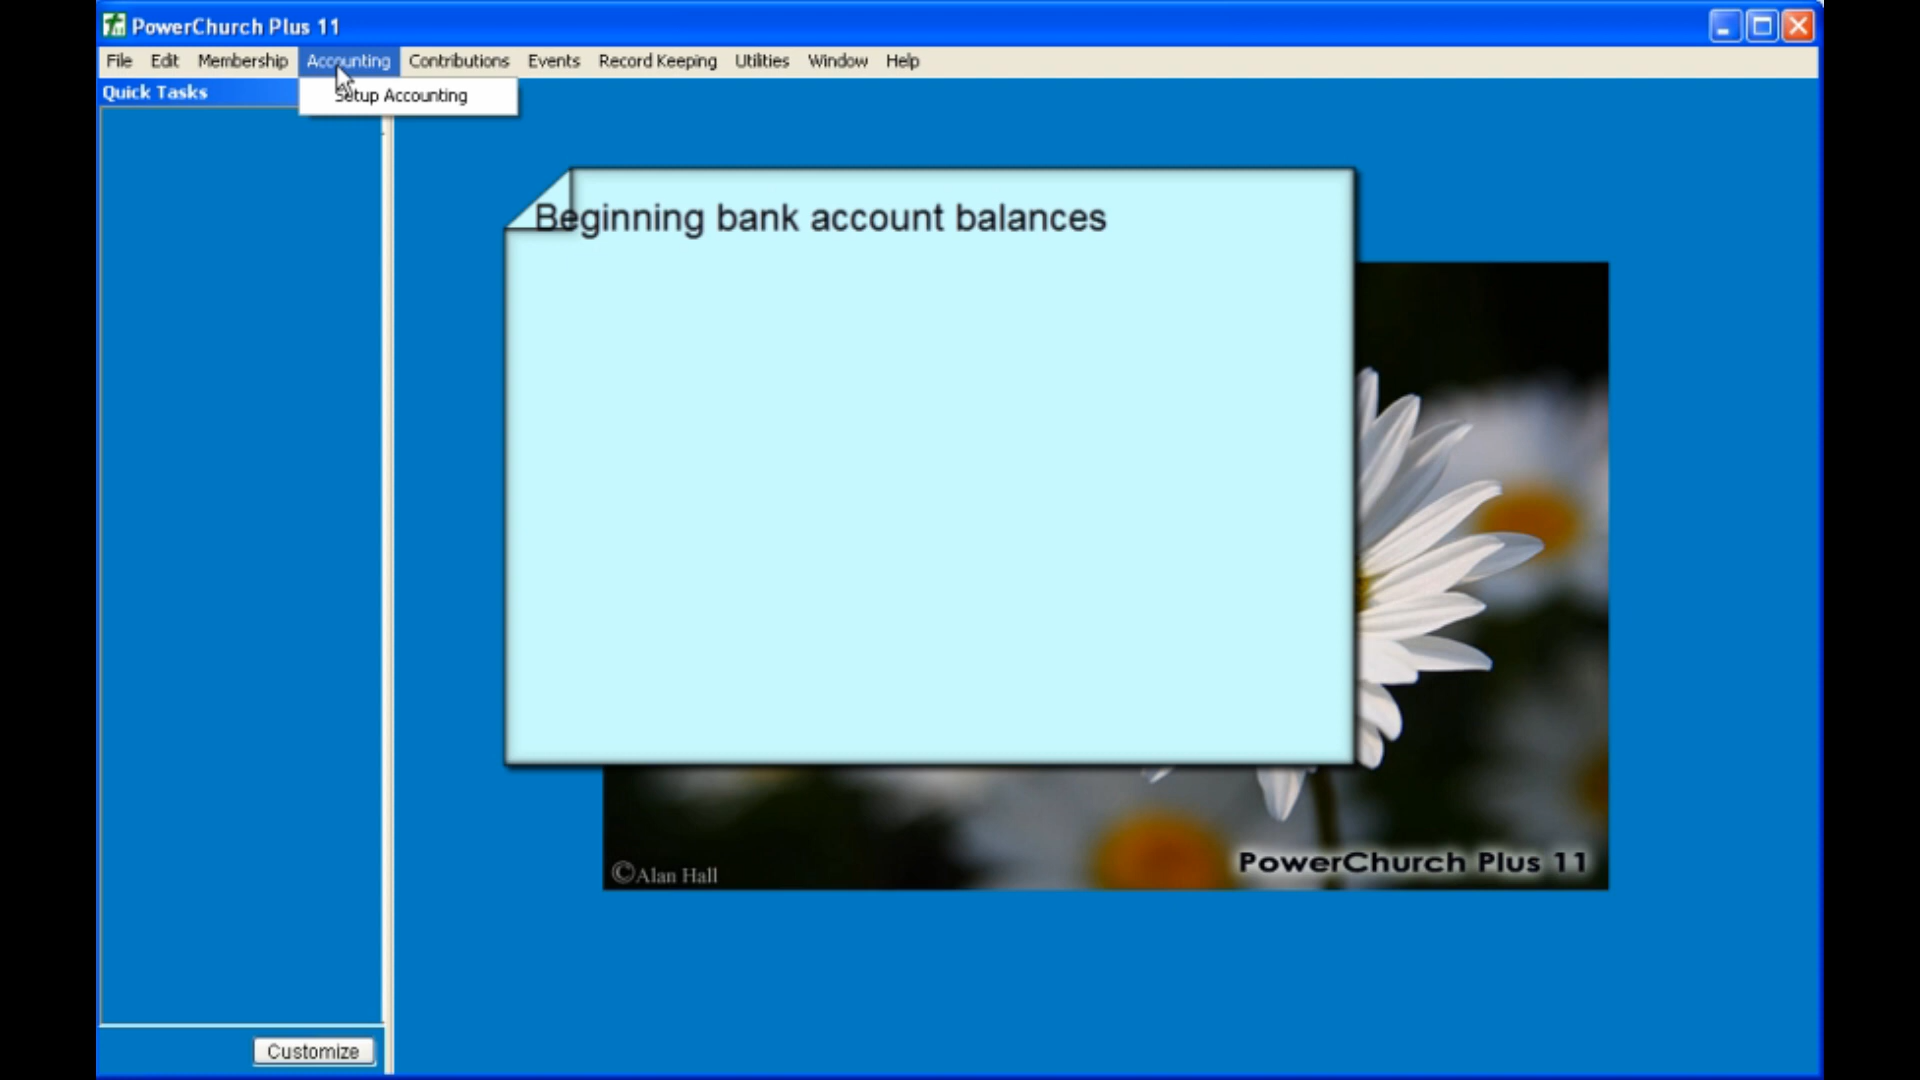 PowerChurch Plus 11
File Edit Membership Accounting Contributions Events Record Keeping Utilities Window Help
Quick Tasks
Setup Accounting
Beginning bank account balances
©Alan Hall
PowerChurch Plus 11
Customize